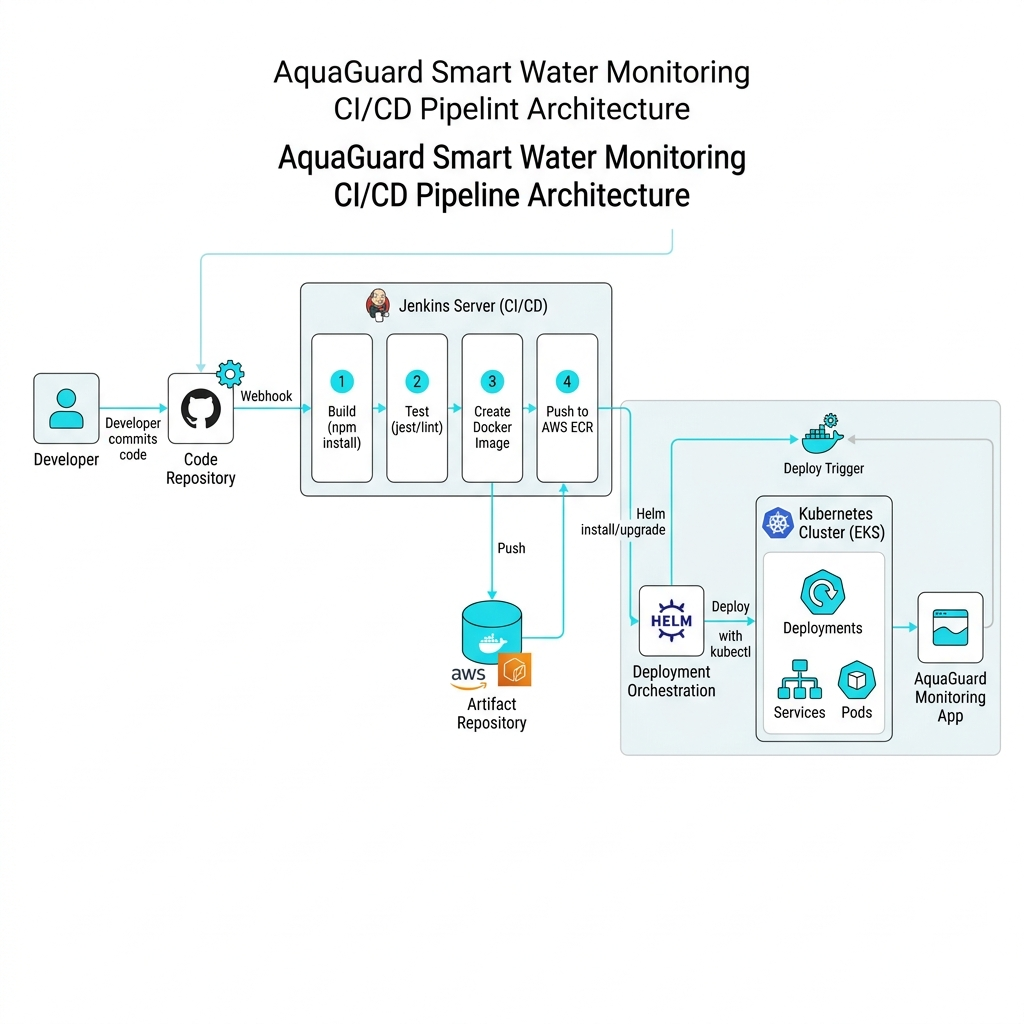 AquaGuard Smart Water Monitoring
CI/CD Pipelint Architecture
AquaGuard Smart Water Monitoring
CI/CD Pipeline Architecture
Jenkins Server (CI/CD)
1
Build
(npm
install)
2
Test
(jest/lint)
3
Create
Docker
Image
4
Push to
AWS ECR
Developer
Developer
commits
code
Code
Repository
Webhook
Push
aws
Artifact
Repository
Helm
install/upgrade
HELM
Deployment
Orchestration
Deploy
with
kubectl
Deploy Trigger
Kubernetes
Cluster (EKS)
Deployments
Services
Pods
AquaGuard
Monitoring
App